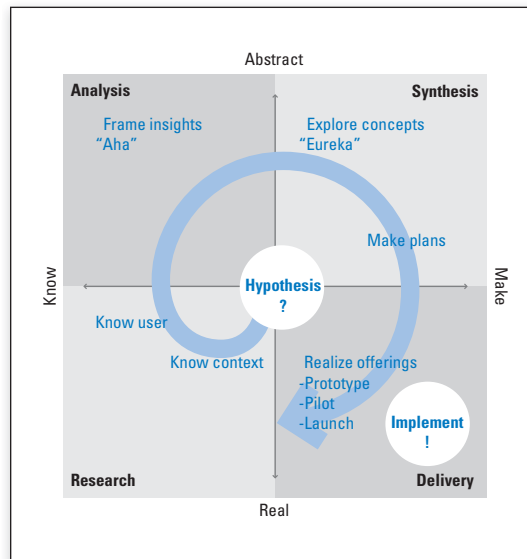 Abstract
Analysis
Synthesis
Frame insights
“Aha”
Explore concepts
“Eureka”
Make plans
Know
Hypothesis
?
Make
Know user
Know context
Realize offerings
-Prototype
-Pilot
-Launch
Implement
!
Research
Delivery
Real